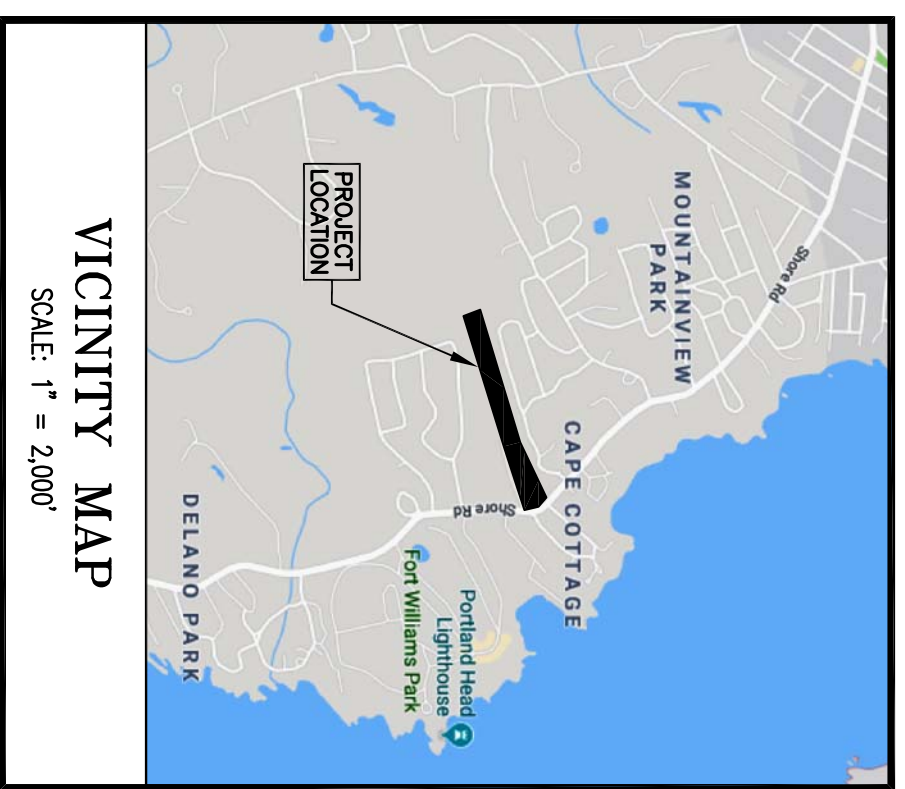 Shore Rd
MOUNTAINVIEW
PARK
CAPE COTTAGE
PROJECT
LOCATION
Shore Rd
Portland Head
Lighthouse
Fort Williams Park
DELANO PARK
VICINITY MAP
SCALE: 1" = 2,000'